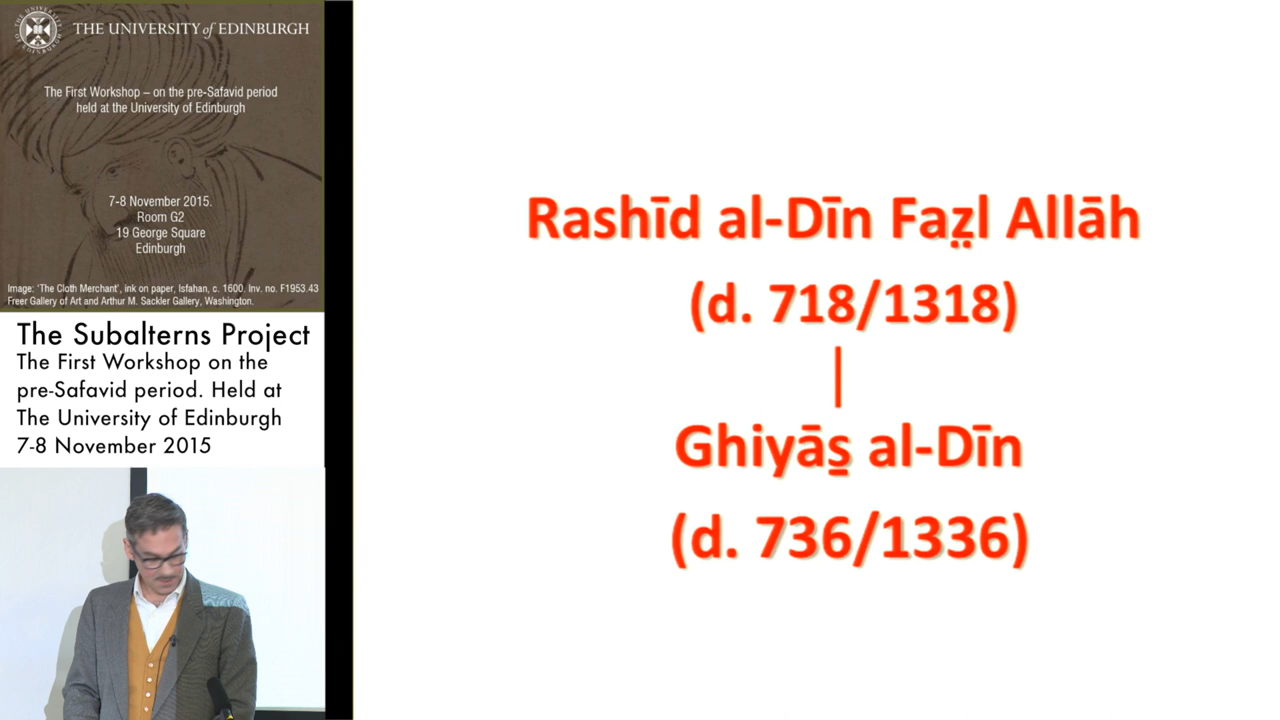 THE UNIVERSITY of EDINBURGH
The First Workshop – on the pre-Safavid period
held at the University of Edinburgh
7-8 November 2015.
Room G2
19 George Square
Edinburgh
Image: 'The Cloth Merchant', ink on paper, Isfahan, c. 1600. Inv. no. F1953.43
Freer Gallery of Art and Arthur M. Sackler Gallery, Washington.
The Subalterns Project
The First Workshop on the
pre-Safavid period. Held at
The University of Edinburgh
7-8 November 2015
Rashīd al-Dīn Faz̤l Allāh
(d. 718/1318)
Ghiyās̱ al-Dīn
(d. 736/1336)